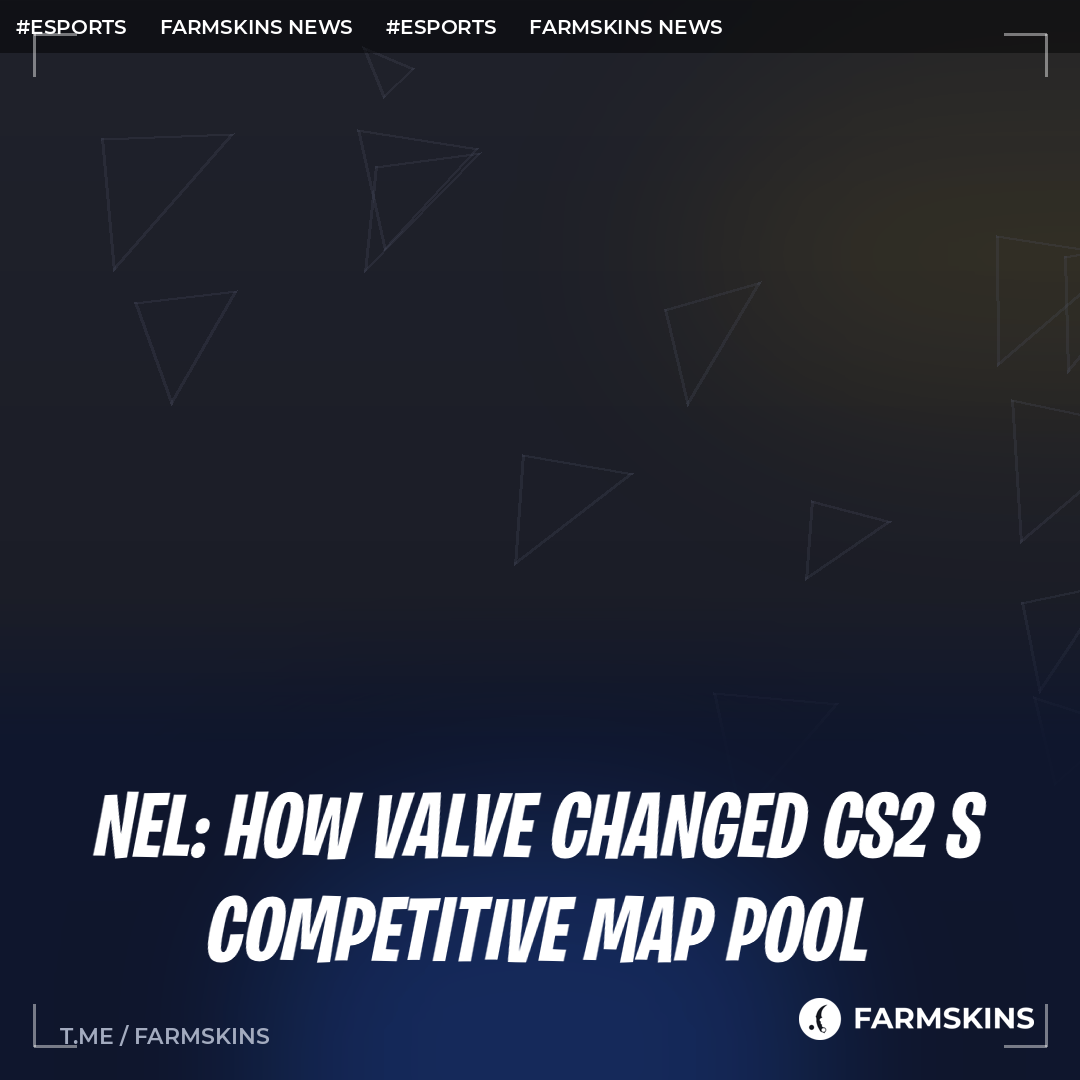 #ESPORTS FARMSKINS NEWS #ESPORTS FARMSKINS NEWS
NEL: HOW VALVE CHANGED CS2 S
COMPETITIVE MAP POOL
T.ME / FARMSKINS
FARMSKINS